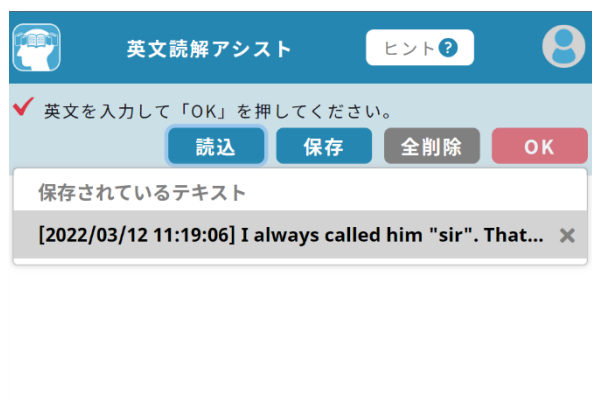 英文読解アシスト
ヒント?
英文を入力して「OK」を押してください。
読込 保存 全削除 OK
保存されているテキスト
[2022/03/12 11:19:06] I always called him "sir". That... ×